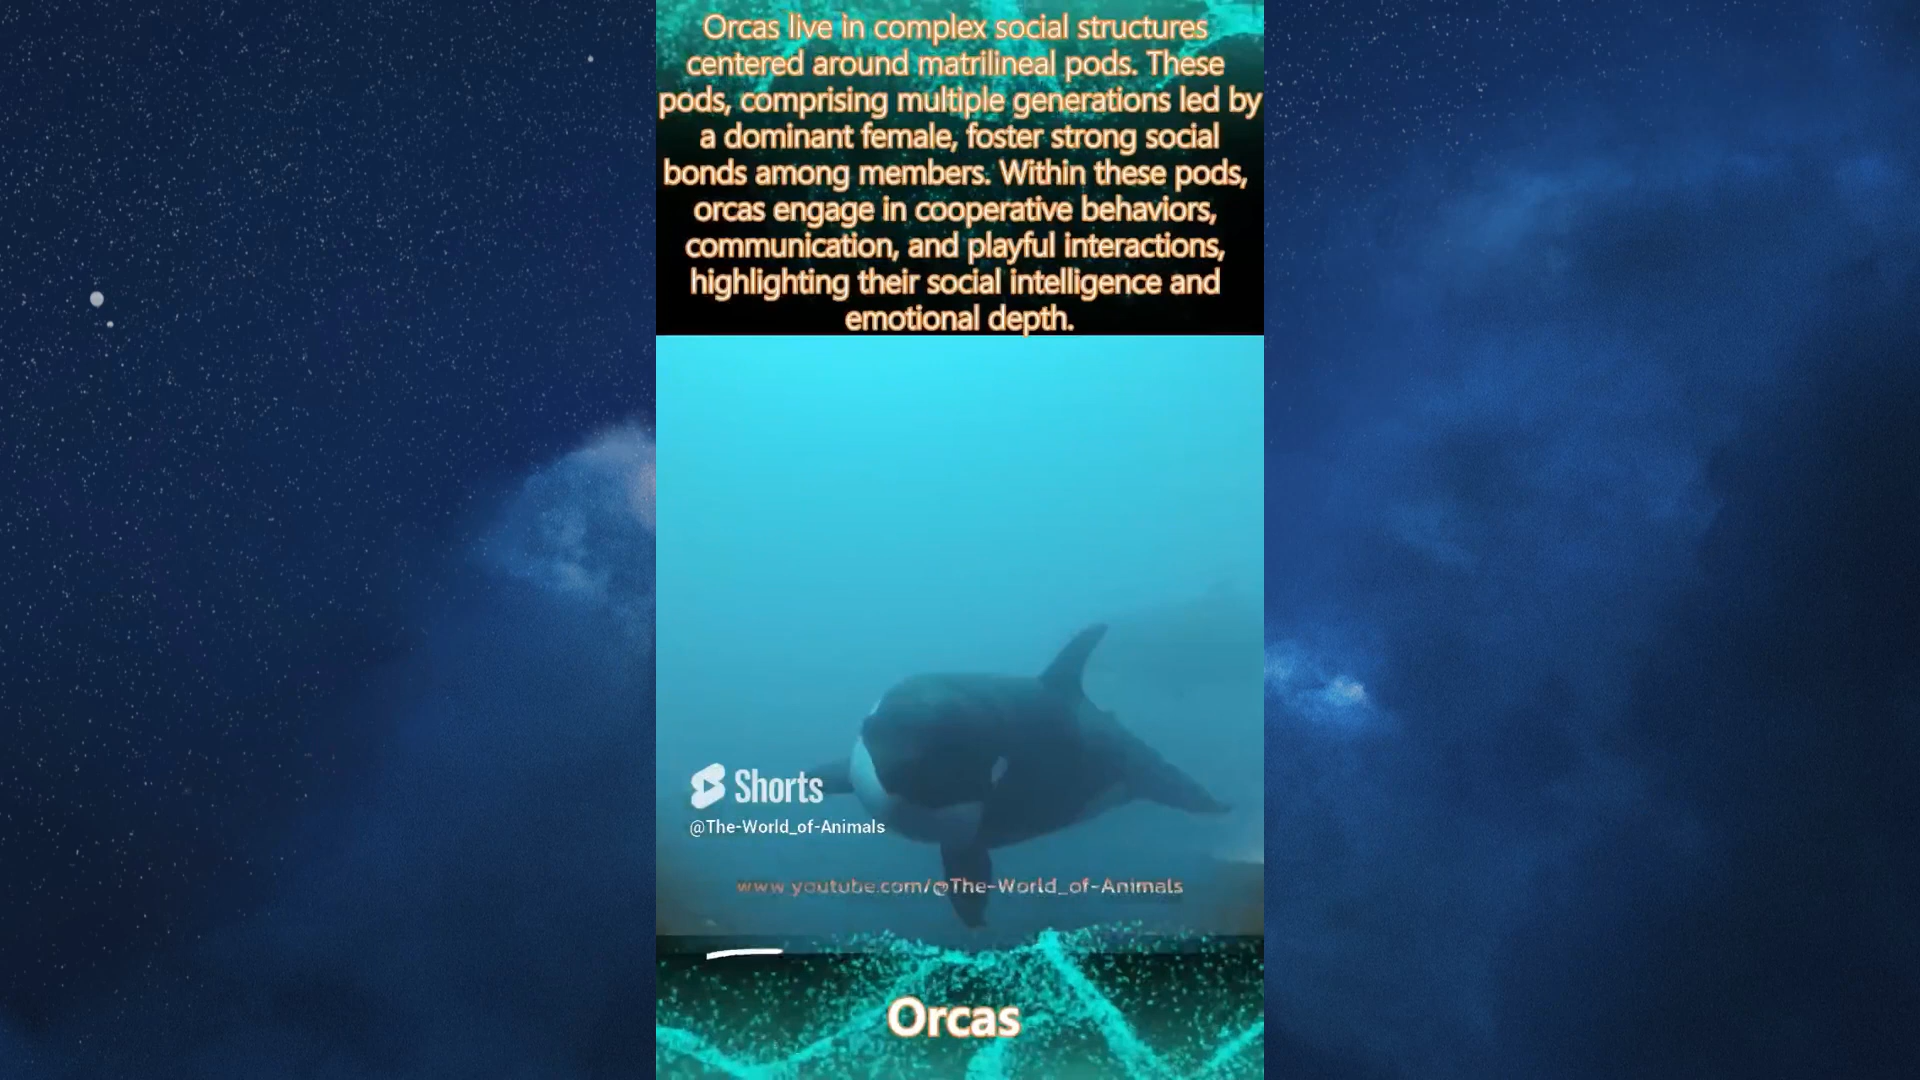 Orcas live in complex social structures
centered around matrilineal pods. These
pods, comprising multiple generations led by
a dominant female, foster strong social
bonds among members. Within these pods,
orcas engage in cooperative behaviors,
communication, and playful interactions,
highlighting their social intelligence and
emotional depth.
Shorts
@The-World_of-Animals
www youtube.com/@The-World_of-Animals
Orcas